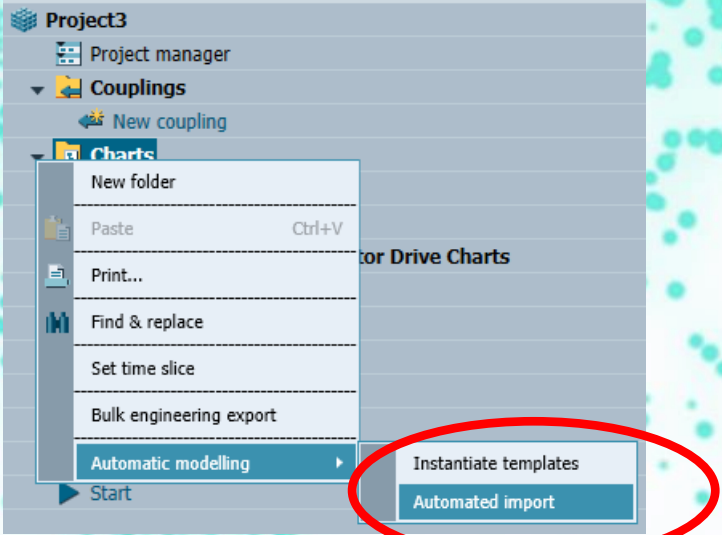 Project3
Project manager
Couplings
New coupling
Charts
New folder
Paste Ctrl+V
tor Drive Charts
Print...
Find & replace
Set time slice
Bulk engineering export
Automatic modelling
Instantiate templates
Start
Automated import